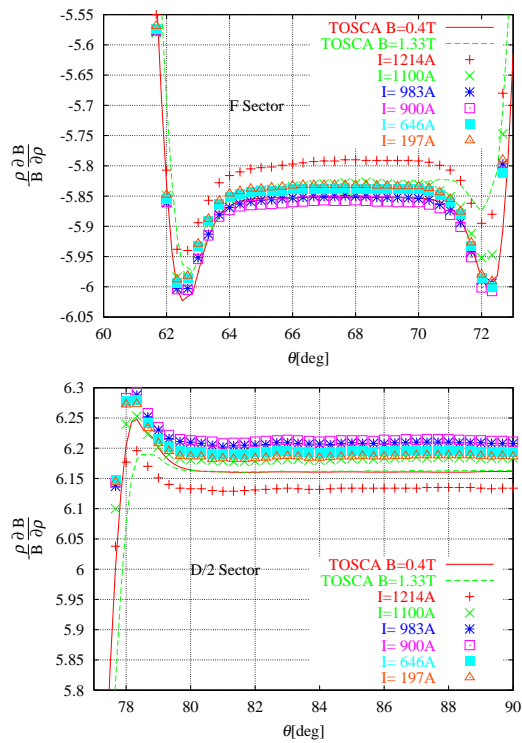 -5.55
-5.6
-5.65
-5.7
-5.75
-5.8
-5.85
-5.9
-5.95
-6
-6.05
ρ ∂ B
B ∂ρ
TOSCA B=0.4T
TOSCA B=1.33T
I=1214A
I=1100A
I= 983A
I= 900A
I= 646A
I= 197A
F Sector
60 62 64 66 68 70 72
θ[deg]
6.3
6.25
6.2
6.15
6.1
6.05
6
5.95
5.9
5.85
5.8
ρ ∂ B
B ∂ρ
D/2 Sector
TOSCA B=0.4T
TOSCA B=1.33T
I=1214A
I=1100A
I= 983A
I= 900A
I= 646A
I= 197A
78 80 82 84 86 88 90
θ[deg]